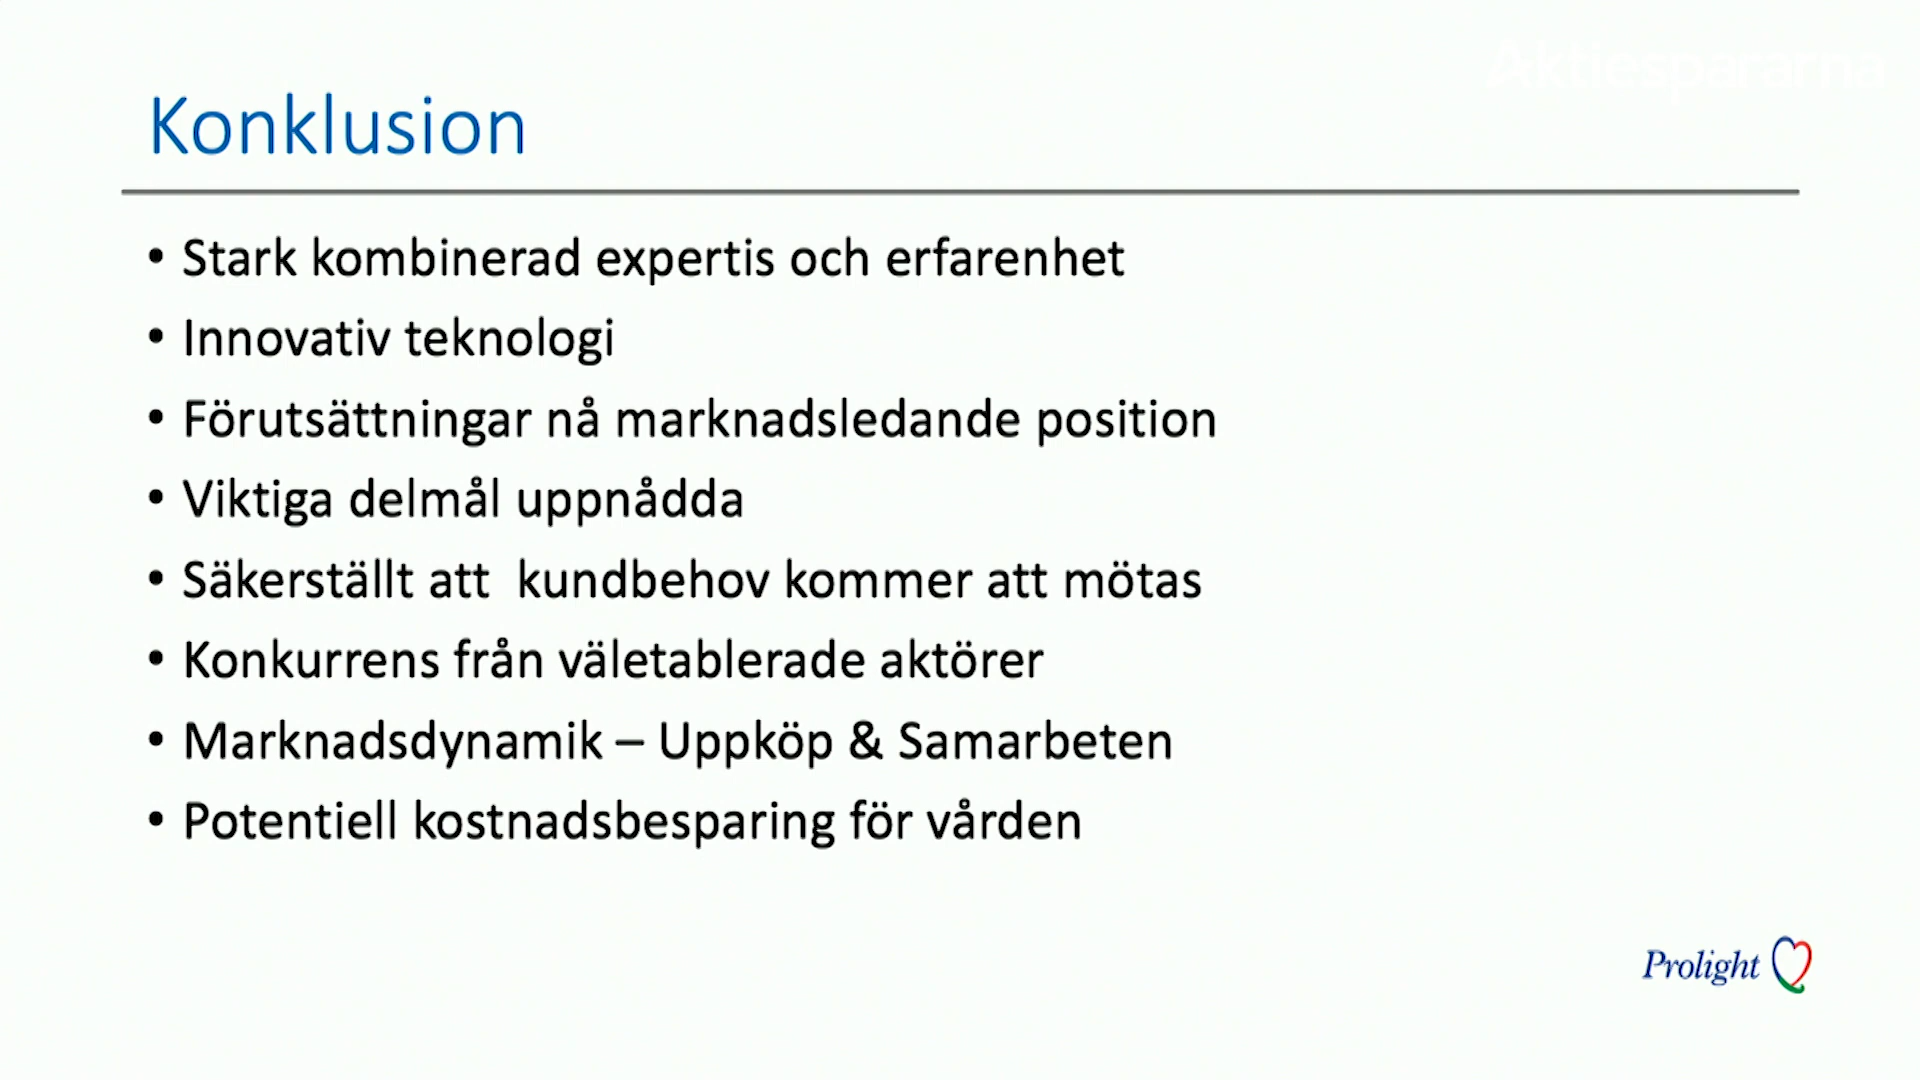 Aktiespararna
Konklusion
• Stark kombinerad expertis och erfarenhet
• Innovativ teknologi
• Förutsättningar nå marknadsledande position
• Viktiga delmål uppnådda
• Säkerställt att  kundbehov kommer att mötas
• Konkurrens från väletablerade aktörer
• Marknadsdynamik – Uppköp & Samarbeten
• Potentiell kostnadsbesparing för vården
Prolight